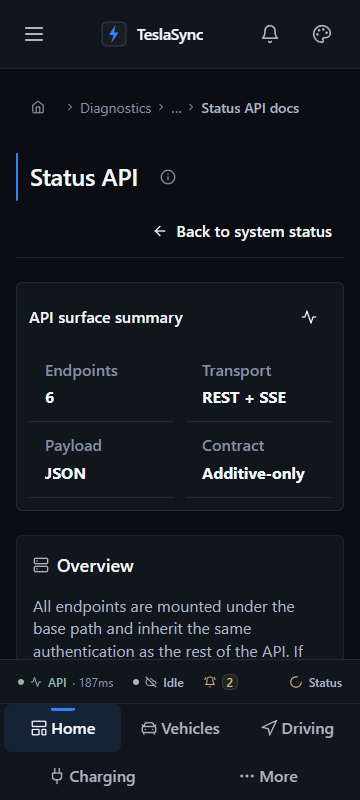 TeslaSync
Diagnostics ... Status API docs
Status API
Back to system status
API surface summary
Endpoints Transport
6 REST + SSE
Payload Contract
JSON Additive-only
Overview
All endpoints are mounted under the
base path and inherit the same
authentication as the rest of the API. If
API · 187ms Idle 2 Status
Home Vehicles Driving
Charging More